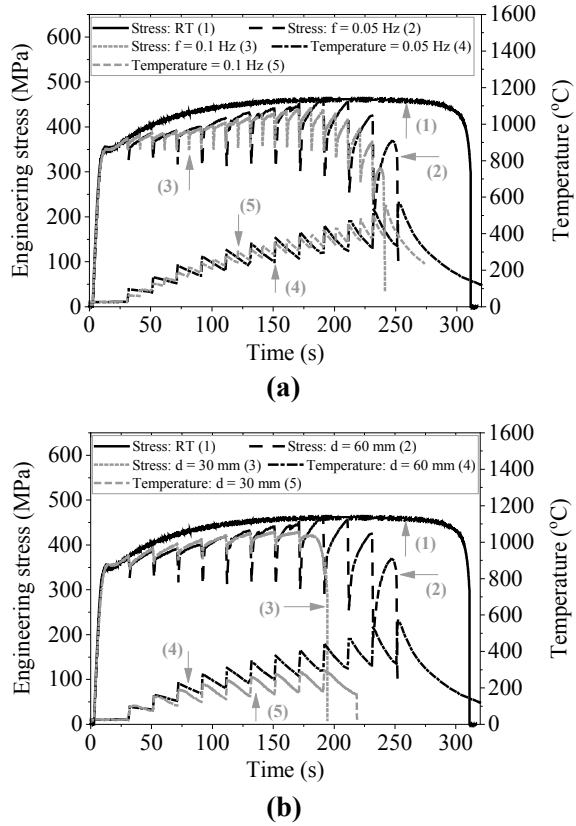 (a)
600
500
400
300
200
100
0
Engineering stress (MPa)
1600
1400
1200
1000
800
600
400
200
0
Temperature (°C)
Stress: RT (1) Stress: f = 0.05 Hz (2)
Stress: f = 0.1 Hz (3) Temperature = 0.05 Hz (4)
Temperature = 0.1 Hz (5)
(1)
(2)
(3)
(5)
(4)
0 50 100 150 200 250 300
Time (s)
(a)
600
500
400
300
200
100
0
Engineering stress (MPa)
1600
1400
1200
1000
800
600
400
200
0
Temperature (°C)
Stress: RT (1) Stress: d = 60 mm (2)
Stress: d = 30 mm (3) Temperature: d = 60 mm (4)
Temperature: d = 30 mm (5)
(1)
(2)
(3)
(4)
(5)
0 50 100 150 200 250 300
Time (s)
(b)